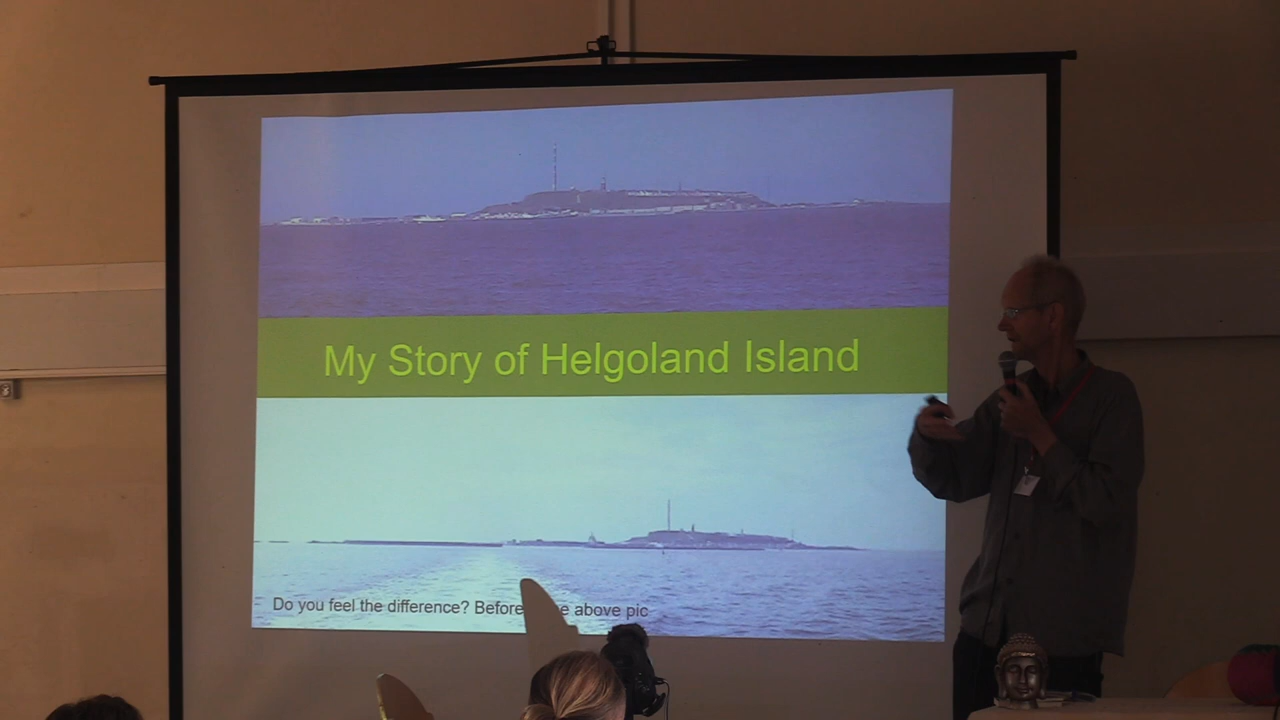 My Story of Helgoland Island
Do you feel the difference? Before e above pic